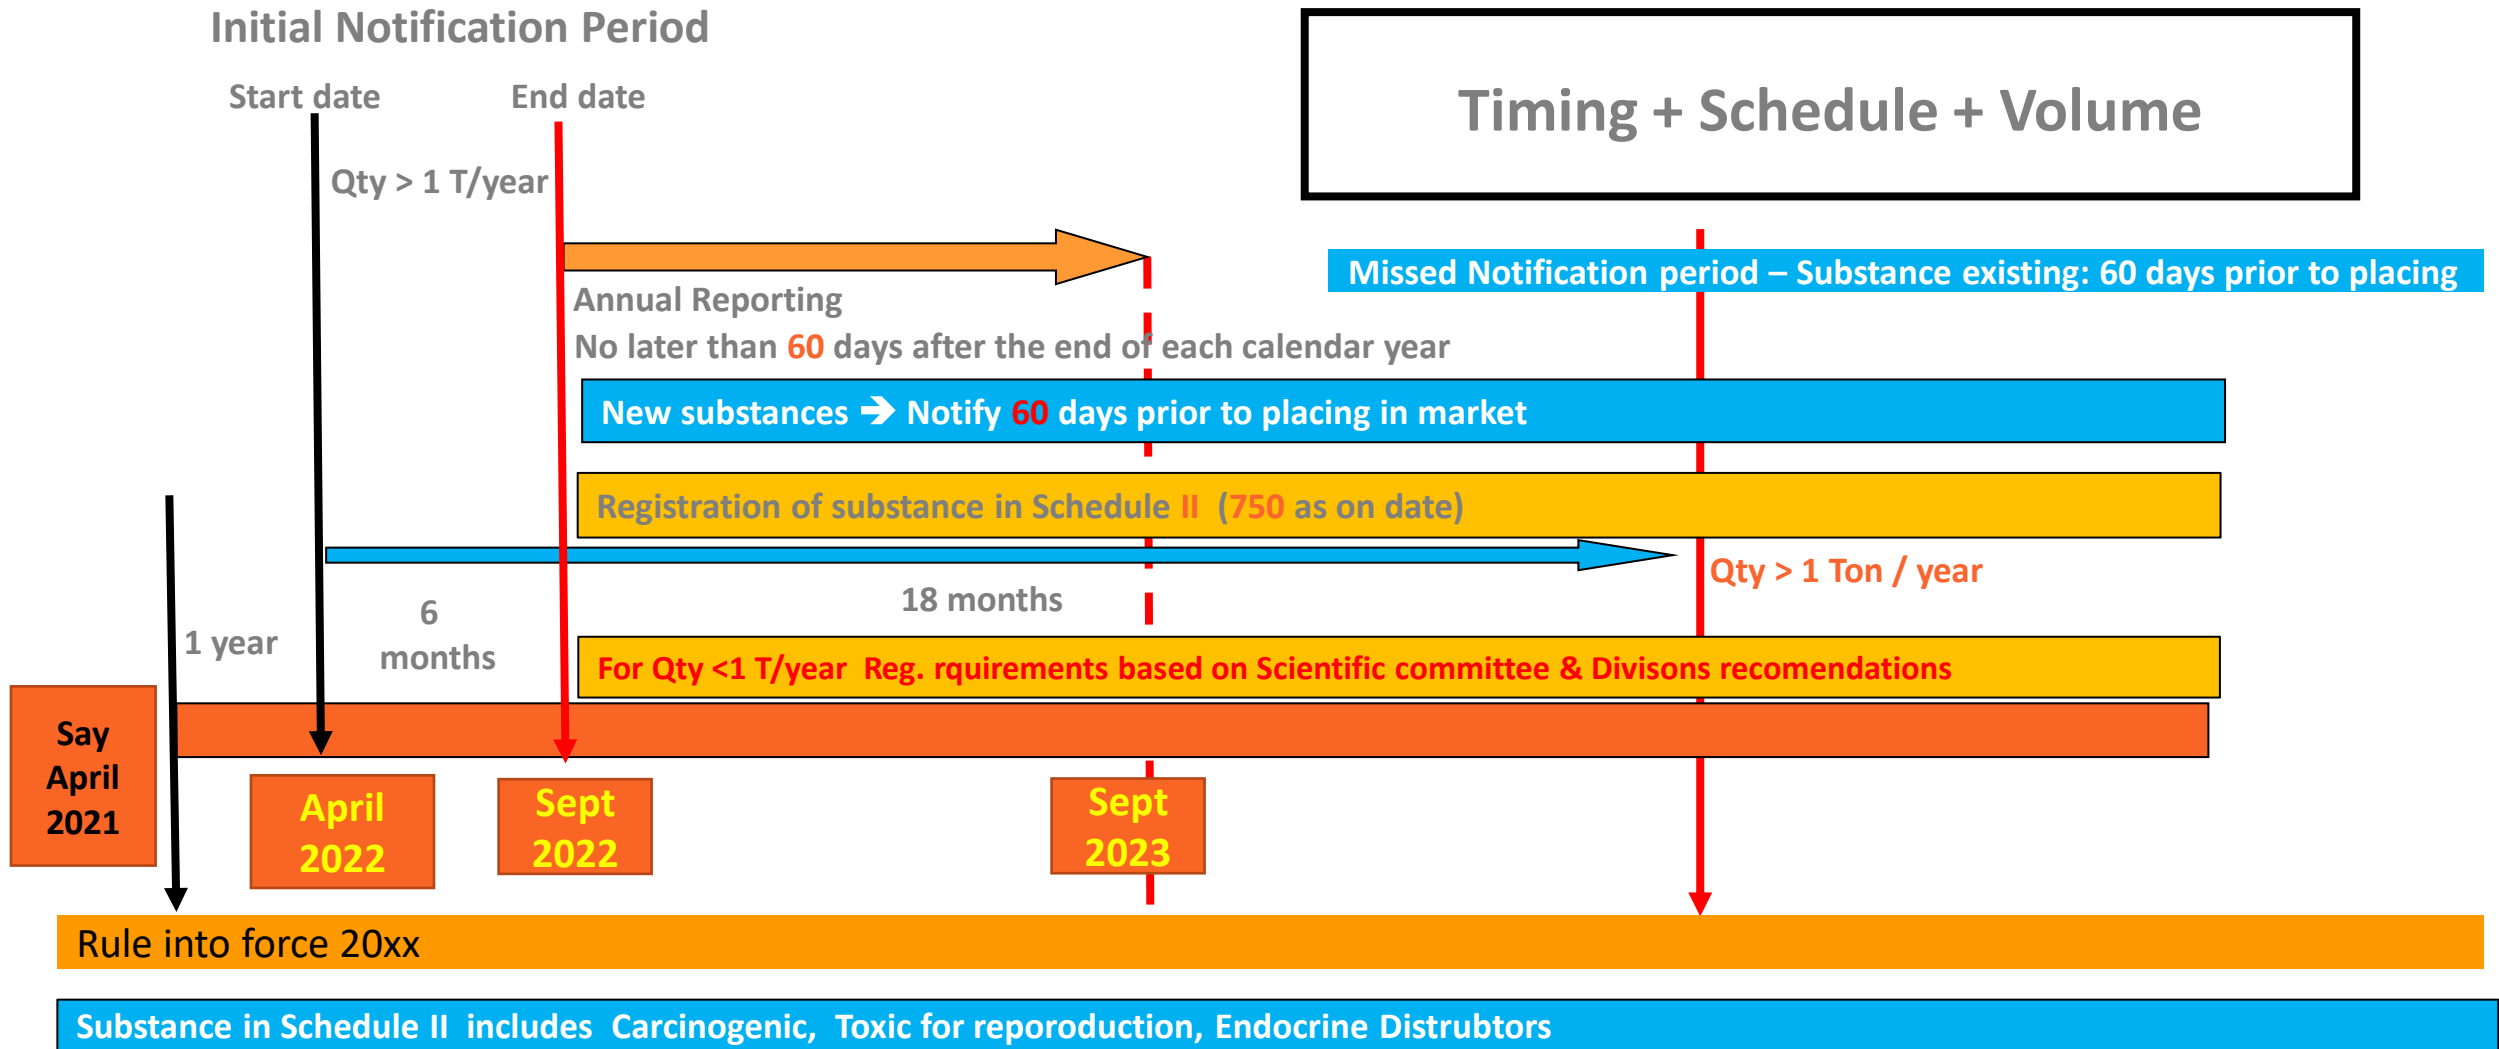 Initial Notification Period
Start date
End date
Timing + Schedule + Volume
Qty > 1 T/year
Missed Notification period – Substance existing: 60 days prior to placing
Annual Reporting
No later than 60 days after the end of each calendar year
New substances ➔ Notify 60 days prior to placing in market
Registration of substance in Schedule II (750 as on date)
Qty > 1 Ton / year
18 months
6
months
1 year
For Qty <1 T/year Reg. rquirements based on Scientific committee & Divisons recomendations
Say
April
2021
April
2022
Sept
2022
Sept
2023
Rule into force 20xx
Substance in Schedule II includes Carcinogenic, Toxic for reporoduction, Endocrine Distrubtors